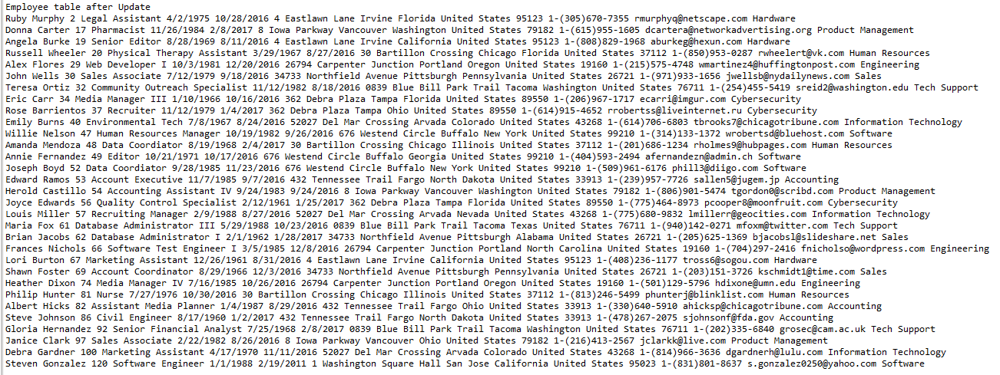 Employee table after Update
Ruby Murphy 2 Legal Assistant 4/2/1975 10/28/2016 4 Eastlawn Lane Irvine Florida United States 95123 1-(305)670-7355 rmurphyq@netscape.com Hardware
Donna Carter 17 Pharmacist 11/26/1984 2/8/2017 8 Iowa Parkway Vancouver Washington United States 79182 1-(615)955-1605 dcartera@networkadvertising.org Product Management
Angela Burke 19 Senior Editor 8/28/1969 8/11/2016 4 Eastlawn Lane Irvine California United States 95123 1-(808)829-1968 aburkeg@hexun.com Hardware
Russell Wheeler 20 Physical Therapy Assistant 3/29/1967 8/27/2016 30 Bartillon Crossing Chicago Florida United States 37112 1-(850)953-0287 rwheelert@vk.com Human Resources
Alex Flores 29 Web Developer I 10/3/1981 12/20/2016 26794 Carpenter Junction Portland Oregon United States 19160 1-(215)575-4748 wmartinez4@huffingtonpost.com Engineering
John Wells 30 Sales Associate 7/12/1979 9/18/2016 34733 Northfield Avenue Pittsburgh Pennsylvania United States 26721 1-(971)933-1656 jwellsb@nydailynews.com Sales
Teresa Ortiz 32 Community Outreach Specialist 11/12/1982 8/18/2016 0839 Blue Bill Park Trail Tacoma Washington United States 76711 1-(254)455-5419 sreid2@washington.edu Tech Support
Eric Carr 34 Media Manager III 1/10/1966 10/16/2016 362 Debra Plaza Tampa Florida United States 89550 1-(206)967-1717 ecarri@imgur.com Cybersecurity
Rose Barrientos 37 Recruiter 11/12/1979 1/4/2017 362 Debra Plaza Tampa Ohio United States 89550 1-(614)915-4652 rrobertss@liveinternet.ru Cybersecurity
Emily Burns 40 Environmental Tech 7/8/1967 8/24/2016 52027 Del Mar Crossing Arvada Colorado United States 43268 1-(614)706-6803 tbrooks7@chicagotribune.com Information Technology
Willie Nelson 47 Human Resources Manager 10/19/1982 9/26/2016 676 Westend Circle Buffalo New York United States 99210 1-(314)133-1372 wrobertsd@bluehost.com Software
Amanda Mendoza 48 Data Coordiator 8/19/1968 2/4/2017 30 Bartillon Crossing Chicago Illinois United States 37112 1-(201)686-1234 rholmes9@hubpages.com Human Resources
Annie Fernandez 49 Editor 10/21/1971 10/17/2016 676 Westend Circle Buffalo Georgia United States 99210 1-(404)593-2494 afernandezn@admin.ch Software
Joseph Boyd 52 Data Coordiator 9/28/1985 11/23/2016 676 Westend Circle Buffalo New York United States 99210 1-(509)961-6176 phill3@diigo.com Software
Edward Ramos 53 Account Executive 11/7/1985 9/7/2016 432 Tennessee Trail Fargo North Dakota United States 33913 1-(239)957-7726 sallen5@jugem.jp Accounting
Herold Castillo 54 Accounting Assistant IV 9/24/1983 9/24/2016 8 Iowa Parkway Vancouver Washington United States 79182 1-(806)901-5474 tgordon0@scribd.com Product Management
Joyce Edwards 56 Quality Control Specialist 2/12/1961 1/25/2017 362 Debra Plaza Tampa Florida United States 89550 1-(775)464-8973 pcooper8@moonfruit.com Cybersecurity
Louis Miller 57 Recruiting Manager 2/9/1988 8/27/2016 52027 Del Mar Crossing Arvada Nevada United States 43268 1-(775)680-9832 lmillerr@geocities.com Information Technology
Maria Fox 61 Database Administrator III 5/29/1988 10/23/2016 0839 Blue Bill Park Trail Tacoma Texas United States 76711 1-(940)142-0271 mfoxm@twitter.com Tech Support
Brian Jacobs 62 Database Administrator I 2/1/1962 1/28/2017 34733 Northfield Avenue Pittsburgh Alabama United States 26721 1-(205)625-1369 bjacobsl@slideshare.net Sales
Frances Nichols 66 Software Test Engineer I 3/5/1985 12/8/2016 26794 Carpenter Junction Portland North Carolina United States 19160 1-(704)297-2416 fnicholso@wordpress.com Engineering
Lori Burton 67 Marketing Assistant 12/26/1961 8/31/2016 4 Eastlawn Lane Irvine Florida United States 95123 1-(408)236-1177 tross6@sogou.com Hardware
Shawn Foster 69 Account Coordinator 8/29/1966 12/3/2016 34733 Northfield Avenue Pittsburgh Pennsylvania United States 26721 1-(203)151-3726 kschmidt1@time.com Sales
Heather Dixon 74 Media Manager IV 7/16/1985 10/26/2016 26794 Carpenter Junction Portland Oregon United States 19160 1-(501)129-5796 hdixone@umn.edu Engineering
Philip Hunter 81 Nurse 7/27/1976 10/30/2016 30 Bartillon Crossing Chicago Illinois United States 37112 1-(813)246-5499 phunterj@blinklist.com Human Resources
Albert Hicks 82 Assistant Media Planner 1/4/1987 8/29/2016 432 Tennessee Trail Fargo Ohio United States 33913 1-(330)640-5910 ahicksp@chicagotribune.com Accounting
Steve Johnson 86 Civil Engineer 8/17/1960 1/2/2017 432 Tennessee Trail Fargo North Dakota United States 33913 1-(478)267-2075 sjohnsonf@fda.gov Accounting
Gloria Hernandez 92 Senior Financial Analyst 7/25/1968 2/8/2017 0839 Blue Bill Park Trail Tacoma Washington United States 76711 1-(202)335-6840 grosec@cam.ac.uk Tech Support
Janice Clark 97 Sales Associate 2/22/1982 8/26/2016 8 Iowa Parkway Vancouver Ohio United States 79182 1-(216)413-2567 jclarkk@live.com Product Management
Debra Gardner 100 Marketing Assistant 4/17/1970 11/11/2016 52027 Del Mar Crossing Arvada Colorado United States 43268 1-(814)966-3636 dgardnerh@lulu.com Information Technology
Steven Gonzalez 120 Software Engineer 1/1/1988 2/19/2011 1 Washington Square Hall San Jose California United States 95023 1-(831)801-8637 s.gonzalez0250@yahoo.com Software